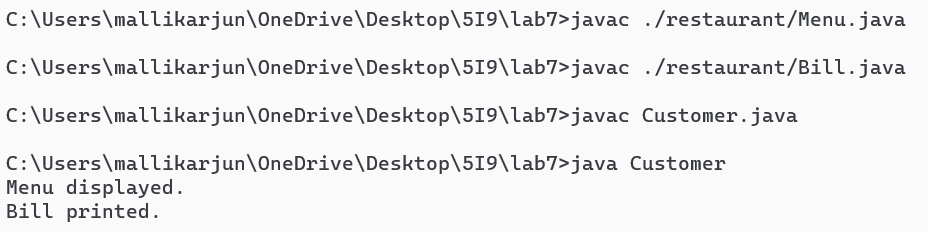 C:\Users\mallikarjun\OneDrive\Desktop\5I9\lab7>javac ./restaurant/Menu.java
C:\Users\mallikarjun\OneDrive\Desktop\5I9\lab7>javac ./restaurant/Bill.java
C:\Users\mallikarjun\OneDrive\Desktop\5I9\lab7>javac Customer.java
C:\Users\mallikarjun\OneDrive\Desktop\5I9\lab7>java Customer
Menu displayed.
Bill printed.